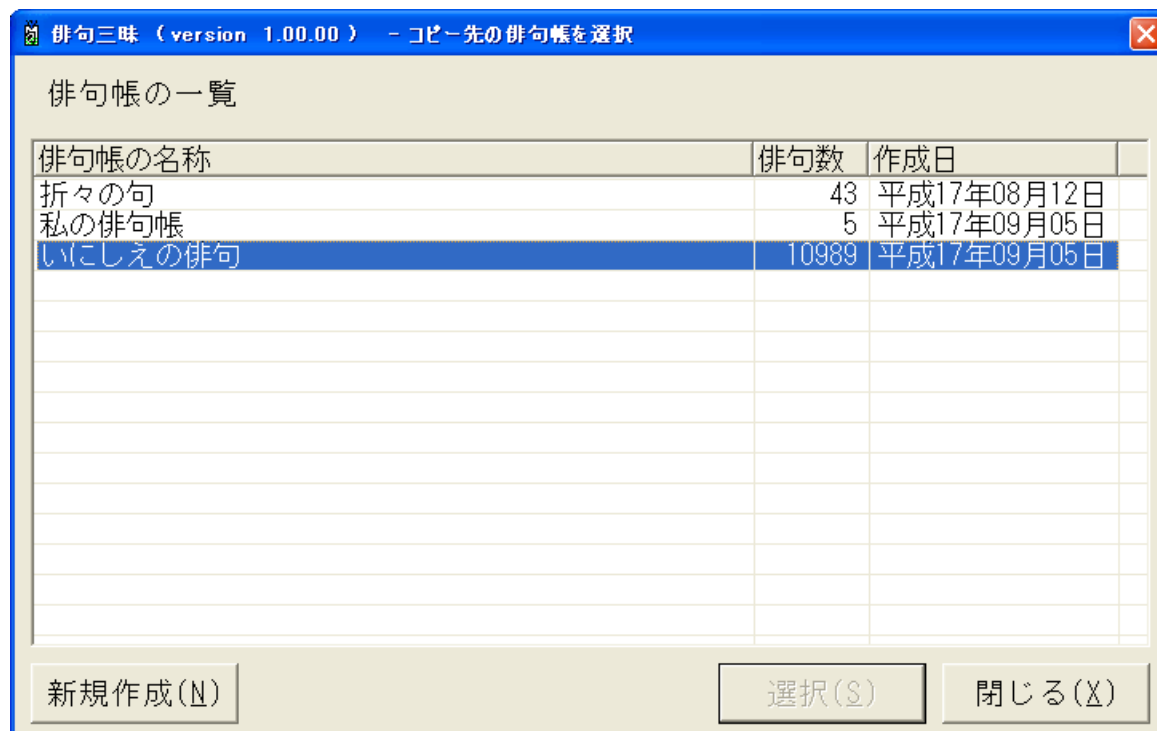 俳句三昧 (version 1.00.00) －コピー先の俳句帳を選択
俳句帳の一覧
俳句帳の名称 俳句数 作成日
折々の句 43 平成17年08月12日
私の俳句帳 5 平成17年09月05日
いにしえの俳句 10989 平成17年09月05日
新規作成(N) 選択(S) 閉じる(X)